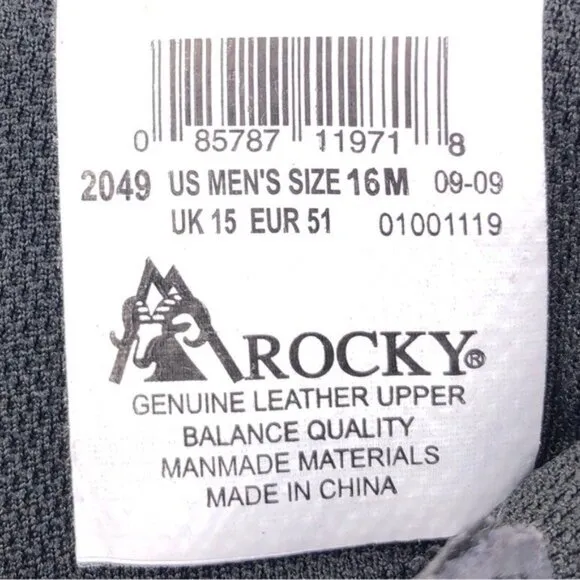 0 85787 11971 8
2049 US MEN'S SIZE 16M 09-09
UK 15 EUR 51 01001119
ROCKY®
GENUINE LEATHER UPPER
BALANCE QUALITY
MANMADE MATERIALS
MADE IN CHINA